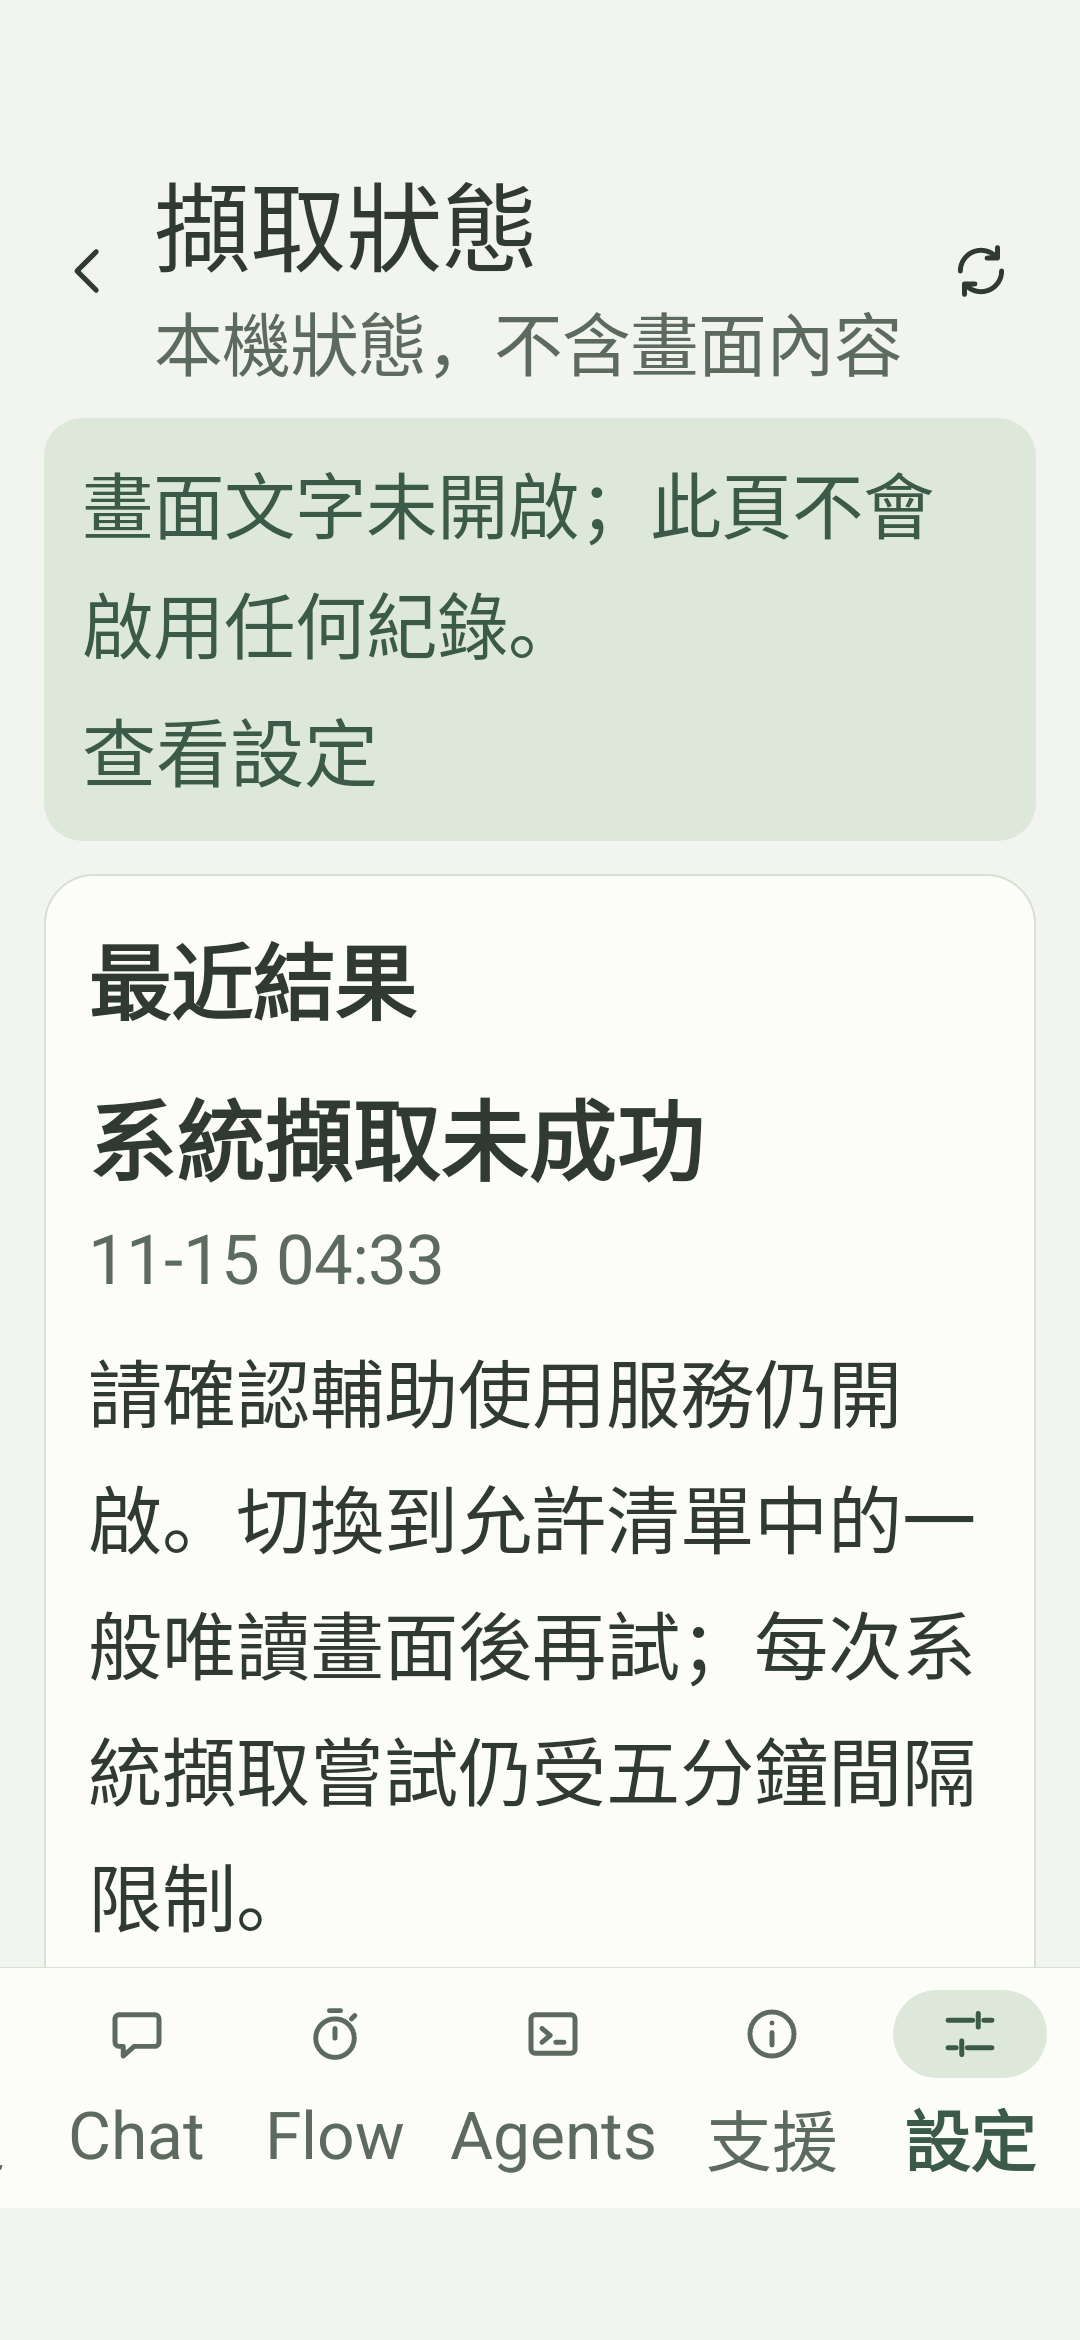 擷取狀態
本機狀態，不含畫面內容
畫面文字未開啟；此頁不會
啟用任何紀錄。
查看設定
最近結果
系統擷取未成功
11-15 04:33
請確認輔助使用服務仍開
啟。切換到允許清單中的一
般唯讀畫面後再試；每次系
統擷取嘗試仍受五分鐘間隔
限制。
Chat
Flow
Agents
支援
設定